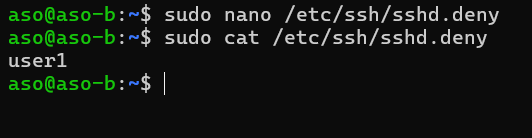 aso@aso-b:~$ sudo nano /etc/ssh/sshd.deny
aso@aso-b:~$ sudo cat /etc/ssh/sshd.deny
user1
aso@aso-b:~$